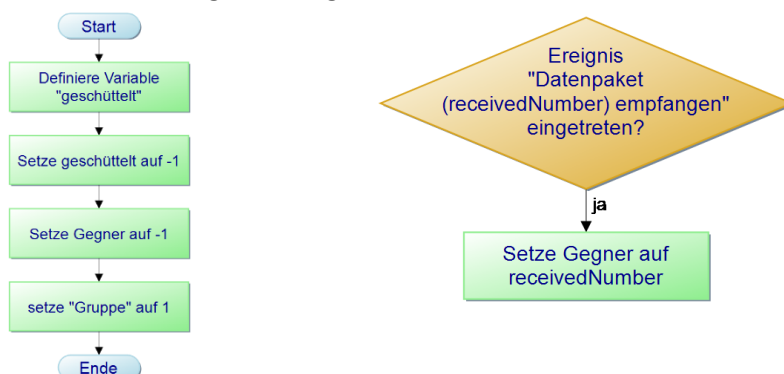 Start
Definiere Variable
"geschüttelt"
Setze geschüttelt auf -1
Setze Gegner auf -1
setze "Gruppe" auf 1
Ende
Ereignis
"Datenpaket
(receivedNumber) empfangen"
eingetreten?
ja
Setze Gegner auf
receivedNumber